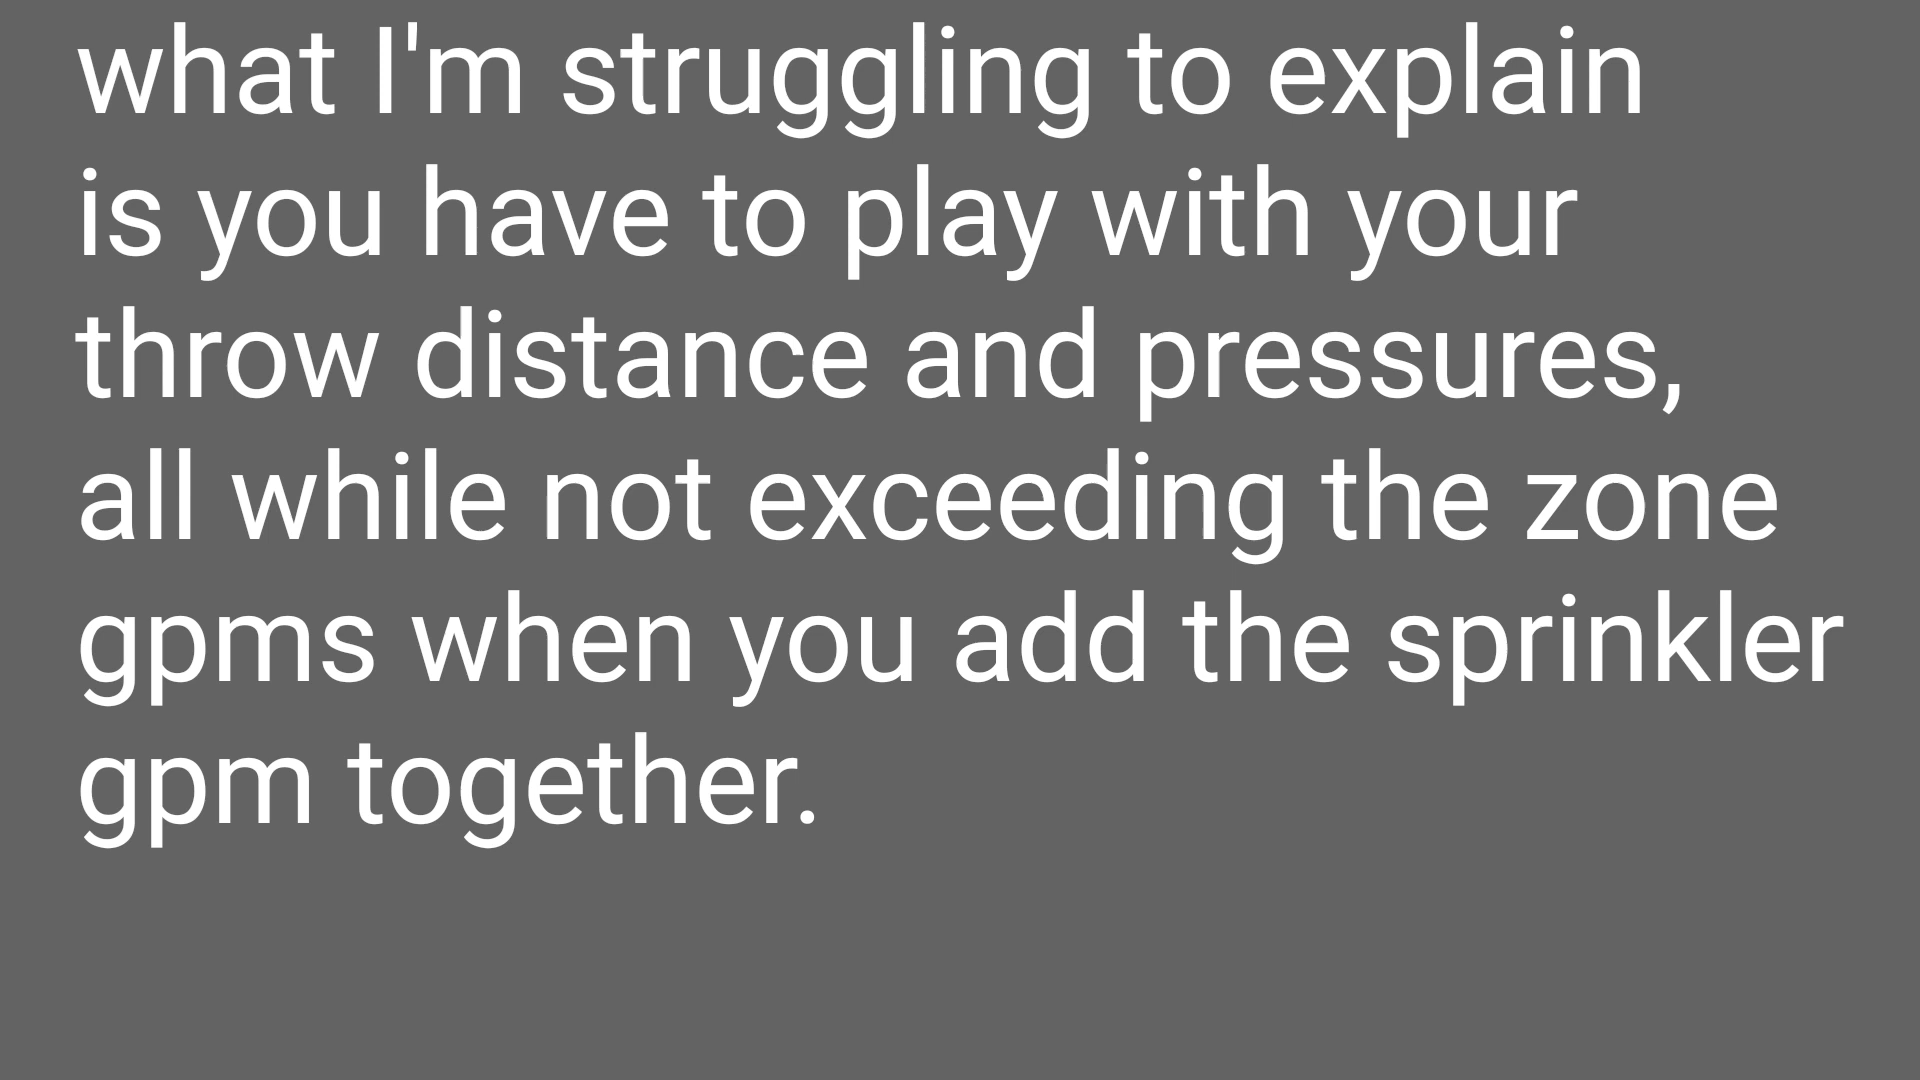 what I'm struggling to explain
is you have to play with your
throw distance and pressures,
all while not exceeding the zone
gpms when you add the sprinkler
gpm together.